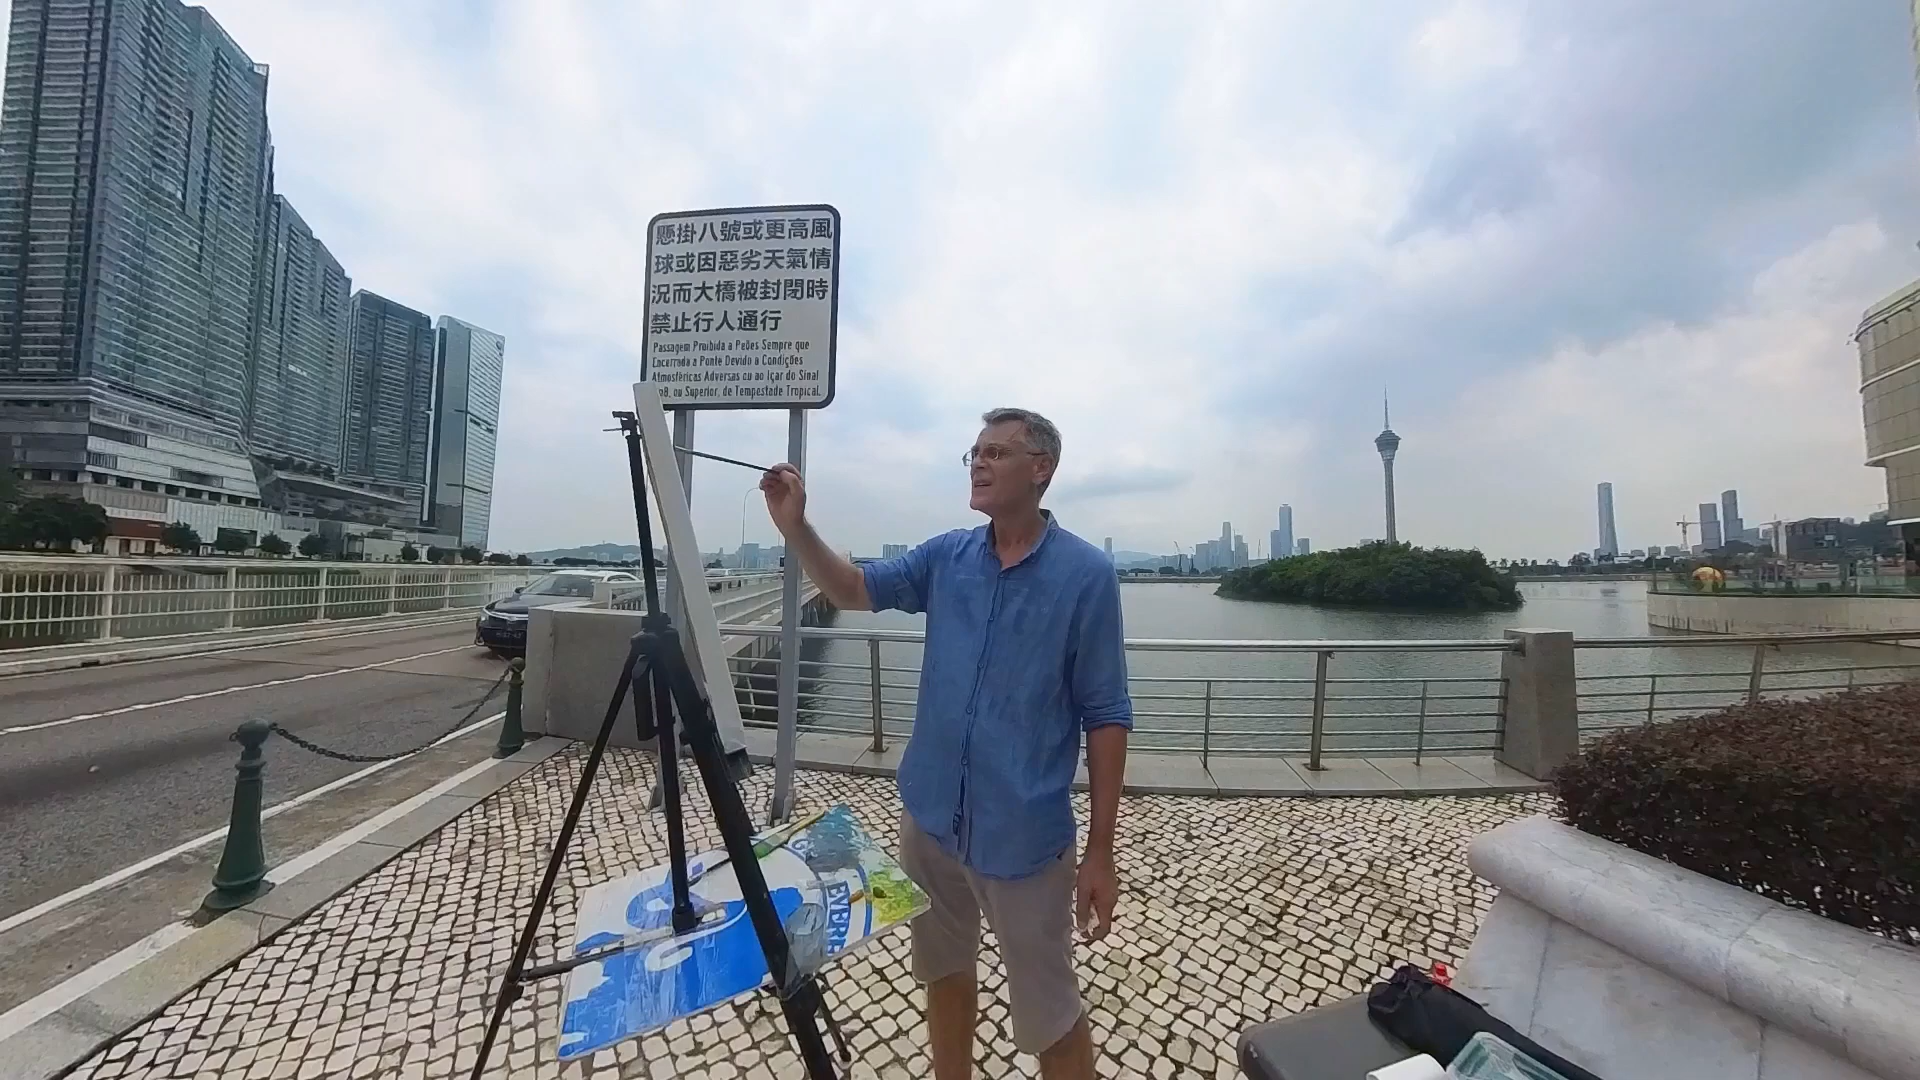 懸掛八號或更高風
球或因惡劣天氣情
況而大橋被封閉時
禁止行人通行
Passagem Proibida a Peões Sempre que
Encerrada a Ponte Devido a Condições
Atmosféricas Adversas ou ao Içar do Sinal
ou Superior, de Tempestade Tropical.